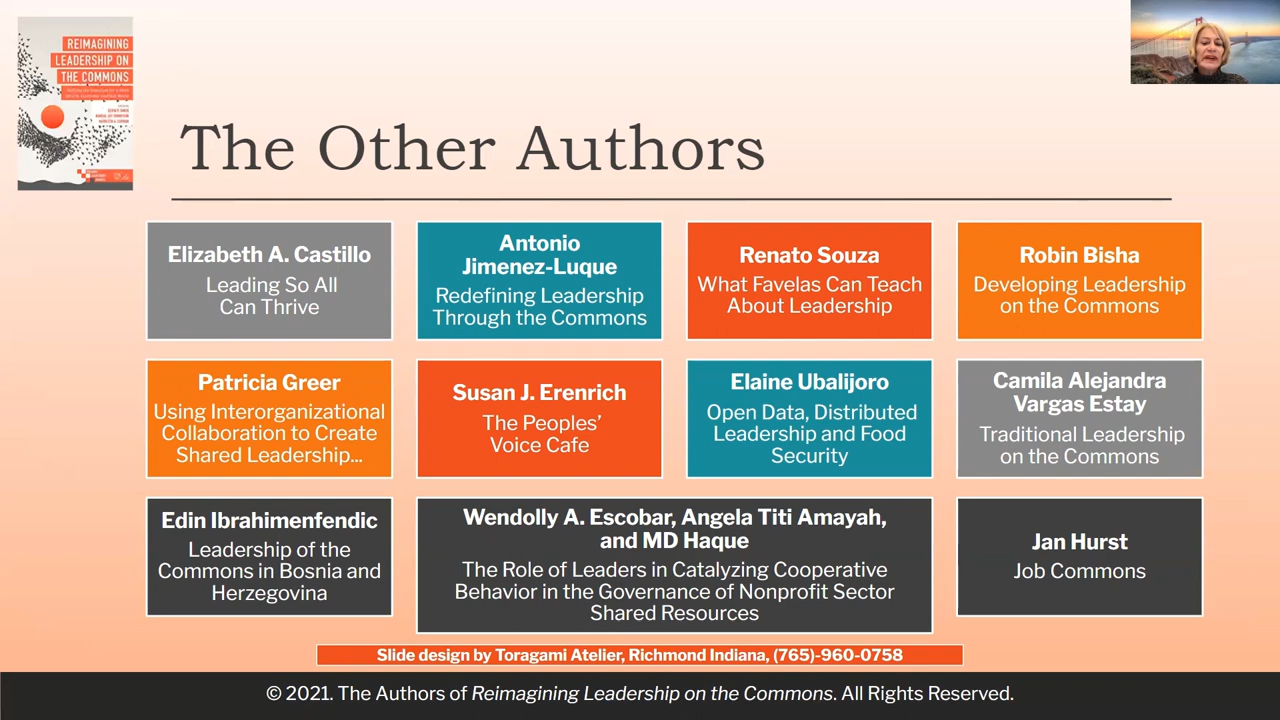 REIMAGINING
LEADERSHIP ON
THE COMMONS
The Other Authors
Elizabeth A. Castillo
Leading So All
Can Thrive
Antonio
Jimenez-Luque
Redefining Leadership
Through the Commons
Renato Souza
What Favelas Can Teach
About Leadership
Robin Bisha
Developing Leadership
on the Commons
Patricia Greer
Using Interorganizational
Collaboration to Create
Shared Leadership...
Susan J. Erenrich
The Peoples’
Voice Cafe
Elaine Ubalijoro
Open Data, Distributed
Leadership and Food
Security
Camila Alejandra
Vargas Estay
Traditional Leadership
on the Commons
Edin Ibrahimenfendic
Leadership of the
Commons in Bosnia and
Herzegovina
Wendolly A. Escobar, Angela Titi Amayah,
and MD Haque
The Role of Leaders in Catalyzing Cooperative
Behavior in the Governance of Nonprofit Sector
Shared Resources
Jan Hurst
Job Commons
Slide design by Toragami Atelier, Richmond Indiana, (765)-960-0758
© 2021. The Authors of Reimagining Leadership on the Commons. All Rights Reserved.